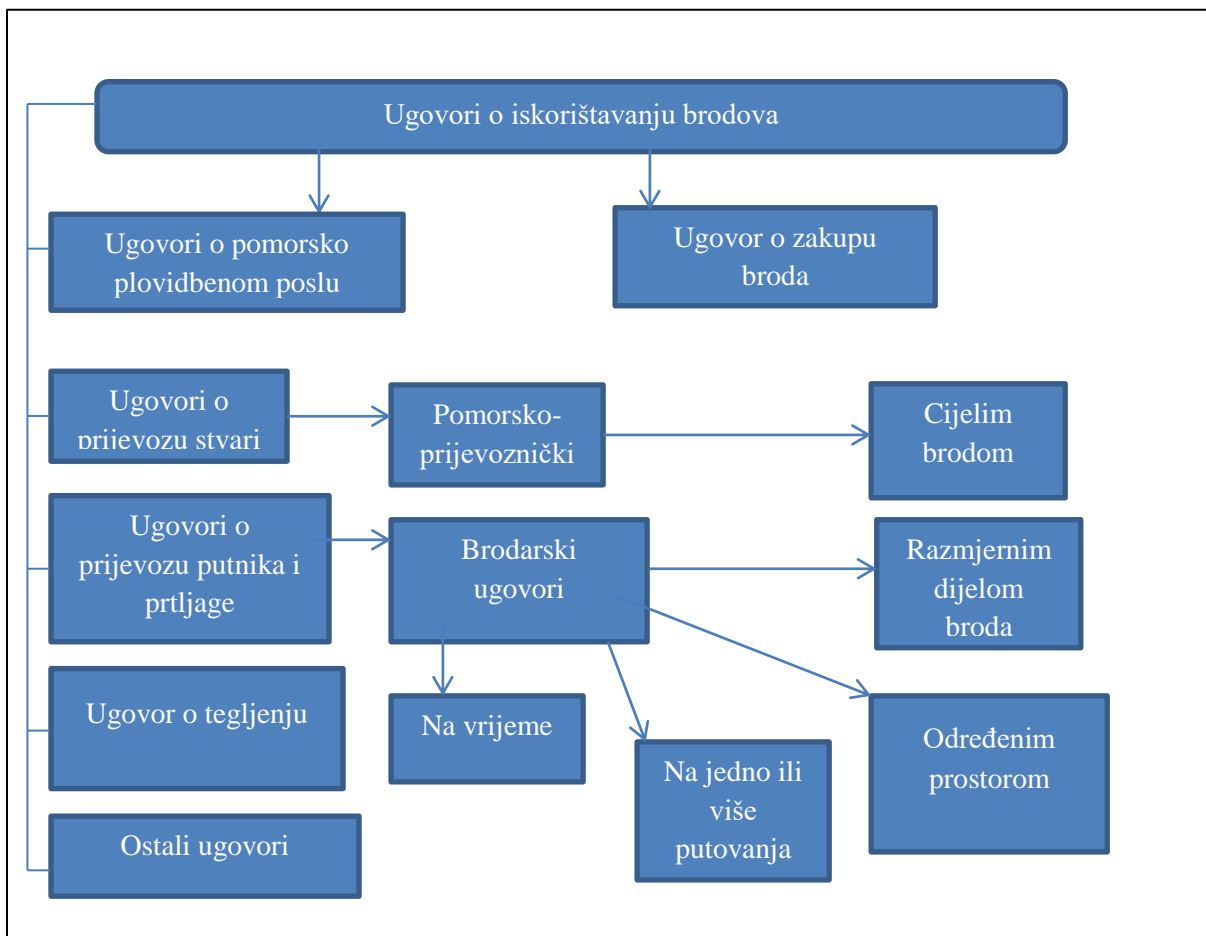 Ugovori o iskorištavanju brodova
Ugovori o pomorsko
plovidbenom poslu
Ugovor o zakupu
broda
Ugovori o
prijevozu stvari
Pomorsko-
prijevoznički
Cijelim
brodom
Ugovori o
prijevozu putnika i
prtljage
Brodarski
ugovori
Razmjernim
dijelom
broda
Ugovor o tegljenju
Na vrijeme
Na jedno ili
više
putovanja
Određenim
prostorom
Ostali ugovori